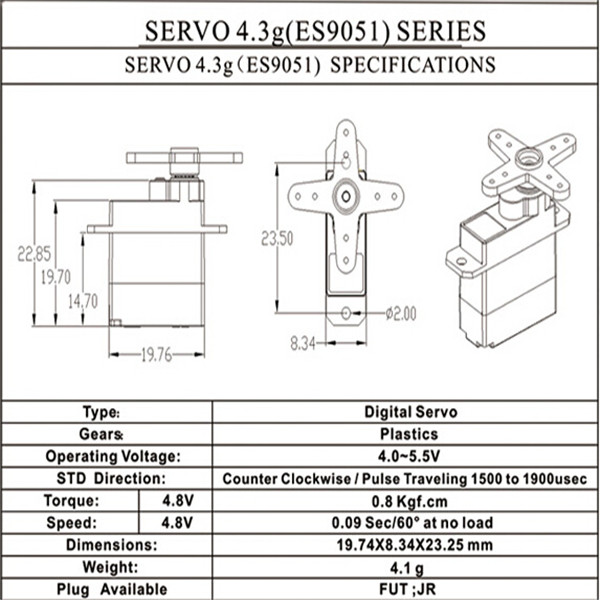 SERVO 4.3g(ES9051) SERIES
SERVO 4.3g(ES9051) SPECIFICATIONS
22.85
19.70
14.70
19.76
23.50
8.34
ø2.00
Type: Digital Servo
Gears: Plastics
Operating Voltage: 4.0~5.5V
STD Direction: Counter Clockwise / Pulse Traveling 1500 to 1900usec
Torque: 4.8V 0.8 Kgf.cm
Speed: 4.8V 0.09 Sec/60° at no load
Dimensions: 19.74X8.34X23.25 mm
Weight: 4.1 g
Plug Available FUT ;JR